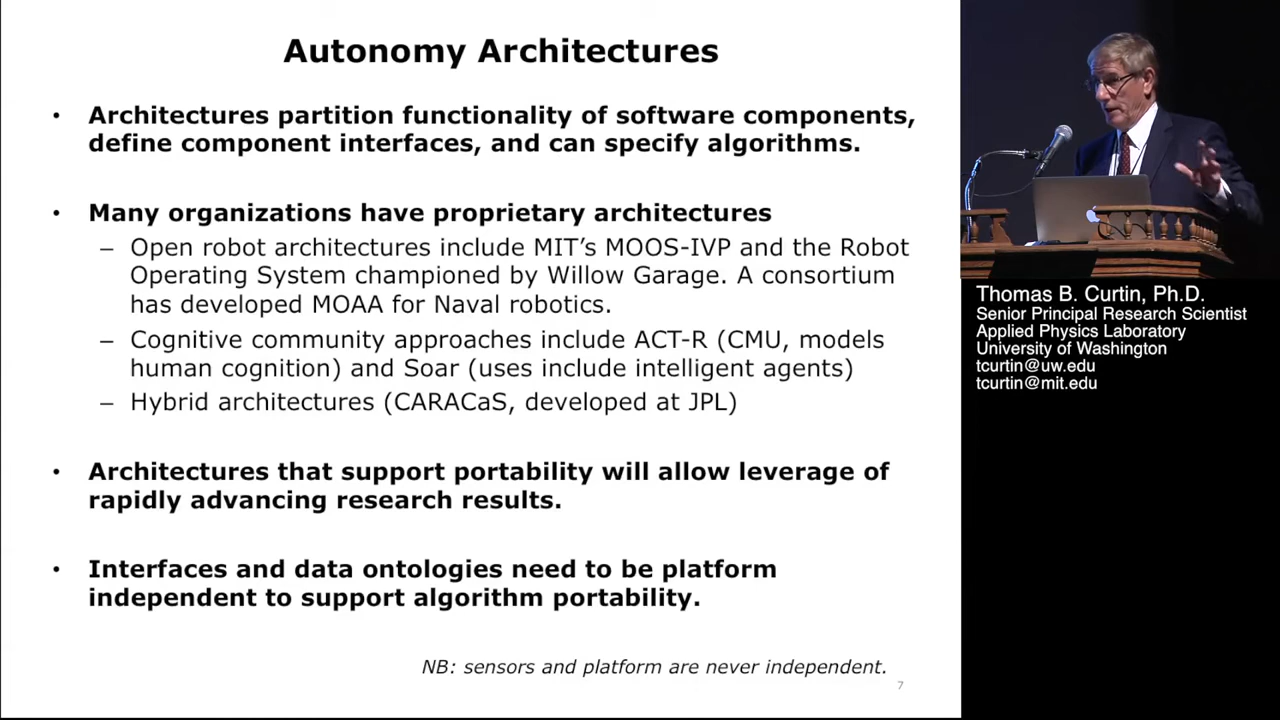 Autonomy Architectures
• Architectures partition functionality of software components,
define component interfaces, and can specify algorithms.
• Many organizations have proprietary architectures
– Open robot architectures include MIT’s MOOS-IVP and the Robot
Operating System championed by Willow Garage. A consortium
has developed MOAA for Naval robotics.
– Cognitive community approaches include ACT-R (CMU, models
human cognition) and Soar (uses include intelligent agents)
– Hybrid architectures (CARACaS, developed at JPL)
• Architectures that support portability will allow leverage of
rapidly advancing research results.
• Interfaces and data ontologies need to be platform
independent to support algorithm portability.
NB: sensors and platform are never independent.
7
Thomas B. Curtin, Ph.D.
Senior Principal Research Scientist
Applied Physics Laboratory
University of Washington
tcurtin@uw.edu
tcurtin@mit.edu